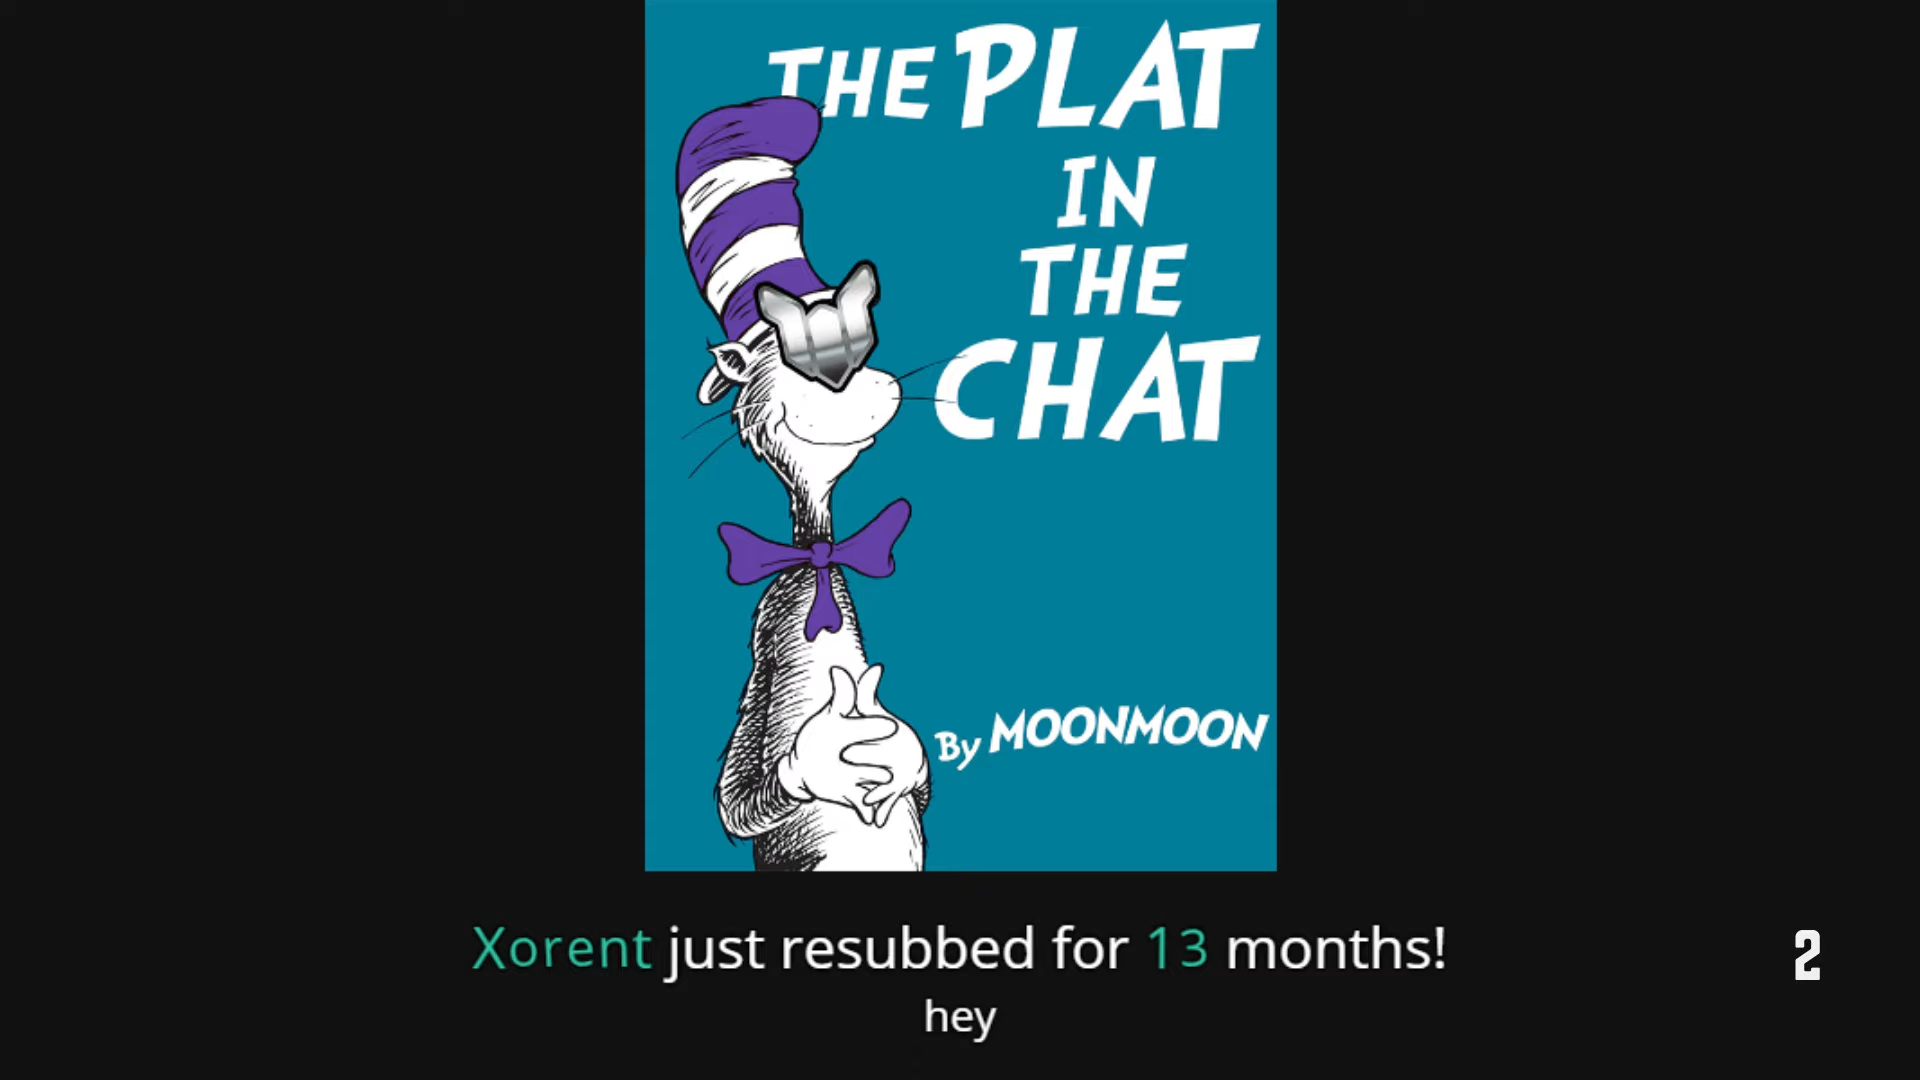 THE PLAT
IN
THE
CHAT
By MOONMOON
Xorent just resubbed for 13 months!
hey
2